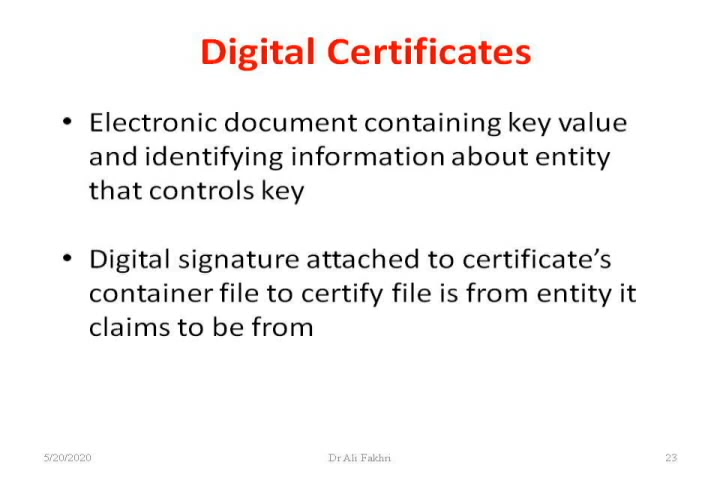 Digital Certificates
• Electronic document containing key value
and identifying information about entity
that controls key
• Digital signature attached to certificate's
container file to certify file is from entity it
claims to be from
5/20/2020
Dr Ali Fakhri
23